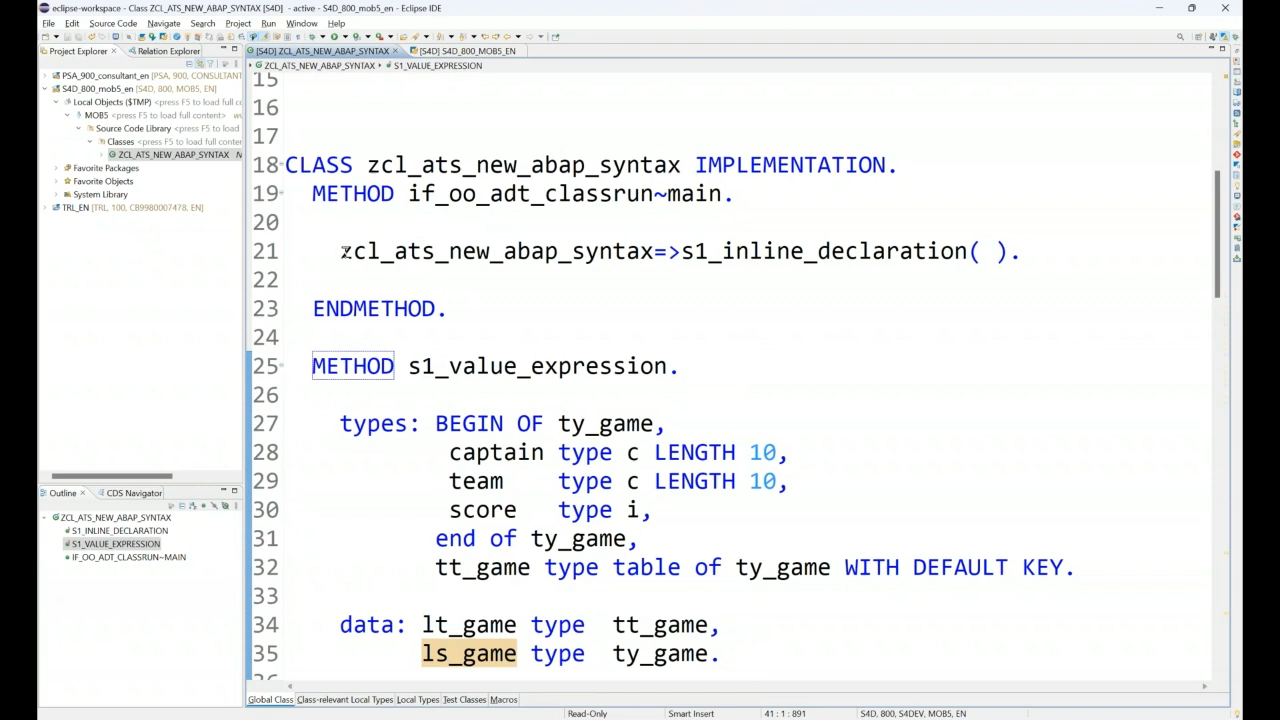 eclipse-workspace - Class ZCL_ATS_NEW_ABAP_SYNTAX [S4D] - active - S4D_800_mob5_en - Eclipse IDE
File Edit Source Code Navigate Search Project Run Window Help
Project Explorer Relation Explorer
PSA_900_consultant_en (PSA, 900, CONSULTANT
S4D_800_mob5_en [S4D, 800, MOB5, EN]
Local Objects ($TMP) <press F5 to load full c
MOB5 <press F5 to load full content>
Source Code Library <press F5 to load
Classes <press F5 to load full conter
ZCL_ATS_NEW_ABAP_SYNTAX
Favorite Packages
Favorite Objects
System Library
TRL_EN [TRL, 100, CB9980007478, EN]
Outline CDS Navigator
ZCL_ATS_NEW_ABAP_SYNTAX
S1_INLINE_DECLARATION
S1_VALUE_EXPRESSION
IF_OO_ADT_CLASSRUN~MAIN
[S4D] ZCL_ATS_NEW_ABAP_SYNTAX [S4D] S4D_800_MOB5_EN
ZCL_ATS_NEW_ABAP_SYNTAX S1_VALUE_EXPRESSION
15
16
17
18 CLASS zcl_ats_new_abap_syntax IMPLEMENTATION.
19 METHOD if_oo_adt_classrun~main.
20
21 zcl_ats_new_abap_syntax=>s1_inline_declaration( ).
22
23 ENDMETHOD.
24
25 METHOD s1_value_expression.
26
27 types: BEGIN OF ty_game,
28 captain type c LENGTH 10,
29 team type c LENGTH 10,
30 score type i,
31 end of ty_game,
32 tt_game type table of ty_game WITH DEFAULT KEY.
33
34 data: lt_game type tt_game,
35 ls_game type ty_game.
Global Class Class-relevant Local Types Local Types Test Classes Macros
Read-Only Smart Insert 41 : 1 : 891 S4D, 800, S4DEV, MOB5, EN